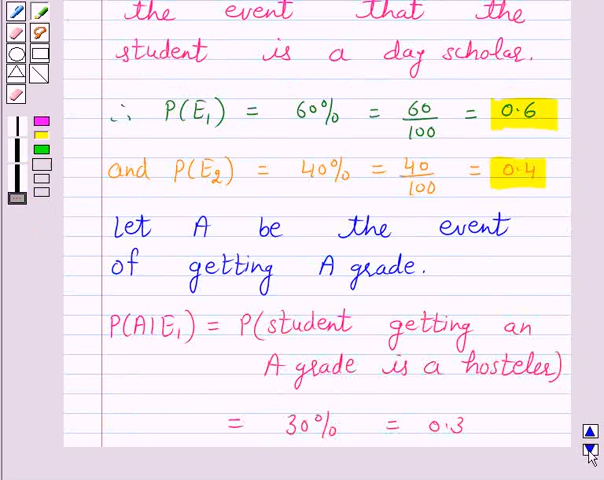 the event that the
student is a day scholar.
∴ P(E₁) = 60% = 60/100 = 0.6
and P(E₂) = 40% = 40/100 = 0.4
Let A be the event
of getting A grade.
P(A|E₁) = P(student getting an
A grade is a hosteler)
= 30% = 0.3